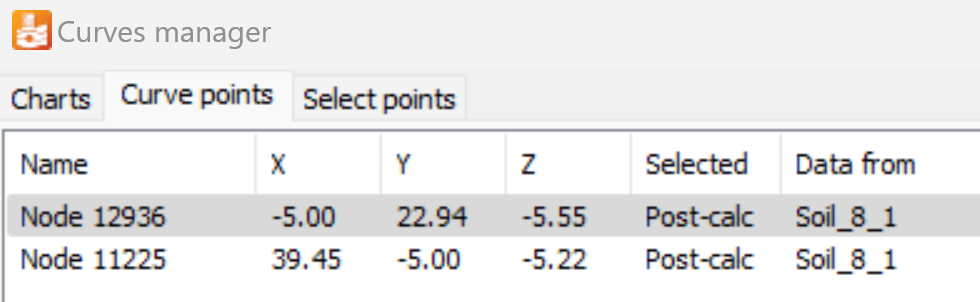 Curves manager
Charts Curve points Select points
Name X Y Z Selected Data from
Node 12936 -5.00 22.94 -5.55 Post-calc Soil_8_1
Node 11225 39.45 -5.00 -5.22 Post-calc Soil_8_1